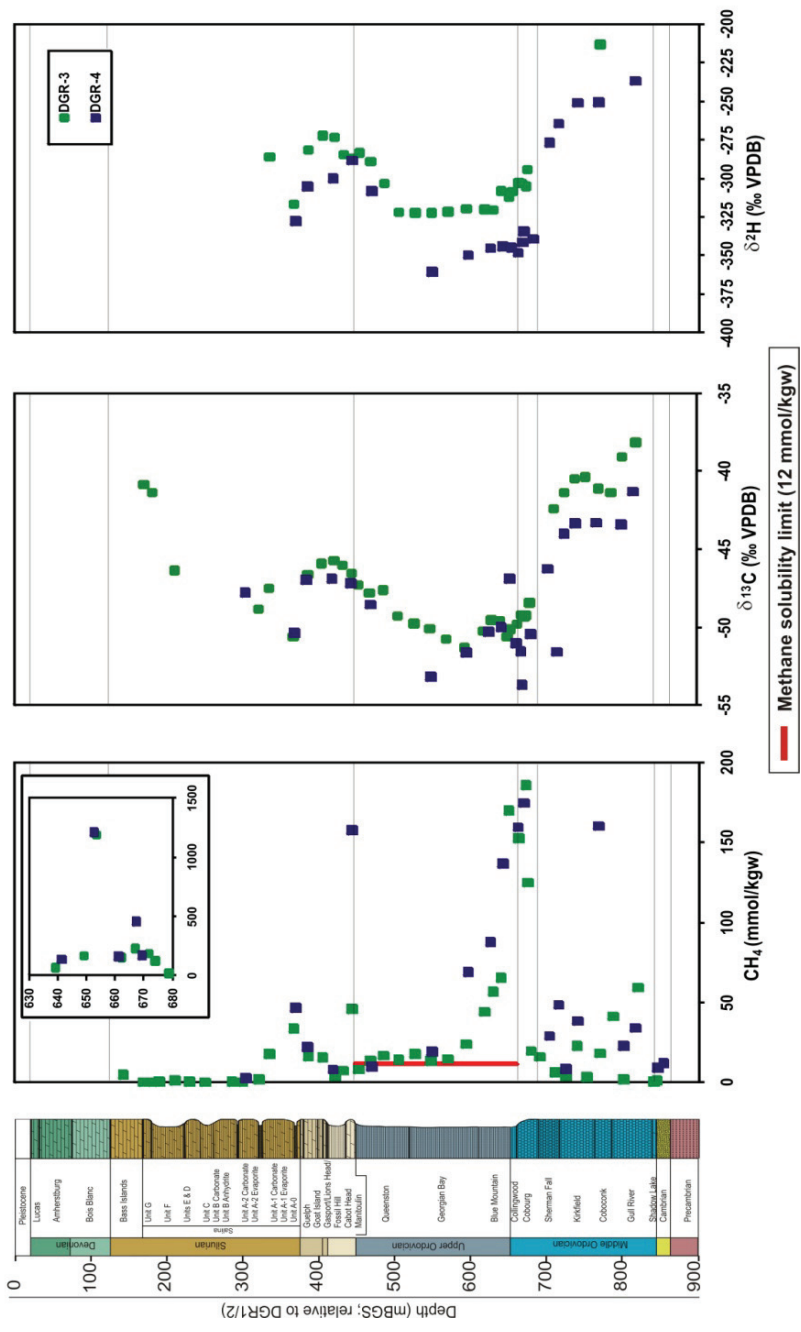 Depth (mBGS; relative to DGR1/2)
0
100
200
300
400
500
600
700
800
900
Devonian
Silurian
Upper Ordovician
Middle Ordovician
Pleistocene
Lucas
Amherstburg
Bois Blanc
Bass Islands
Salina
Unit G
Unit F
Units E & D
Unit C
Unit B Carbonate
Unit B Anhydrite
Unit A-2 Carbonate
Unit A-2 Evaporite
Unit A-1 Carbonate
Unit A-1 Evaporite
Unit A-0
Guelph
Goat Island
Gasport/Lions Head/
Fossil Hill
Cabot Head
Manitoulin
Queenston
Georgian Bay
Blue Mountain
Collingwood
Cobourg
Sherman Fall
Kirkfield
Coboconk
Gull River
Shadow Lake
Cambrian
Precambrian
630
640
650
660
670
680
0
500
1000
1500
0
50
100
150
200
CH₄ (mmol/kgw)
-55
-50
-45
-40
-35
δ¹³C (‰ VPDB)
DGR-3
DGR-4
-400
-375
-350
-325
-300
-275
-250
-225
-200
δ²H (‰ VPDB)
Methane solubility limit (12 mmol/kgw)